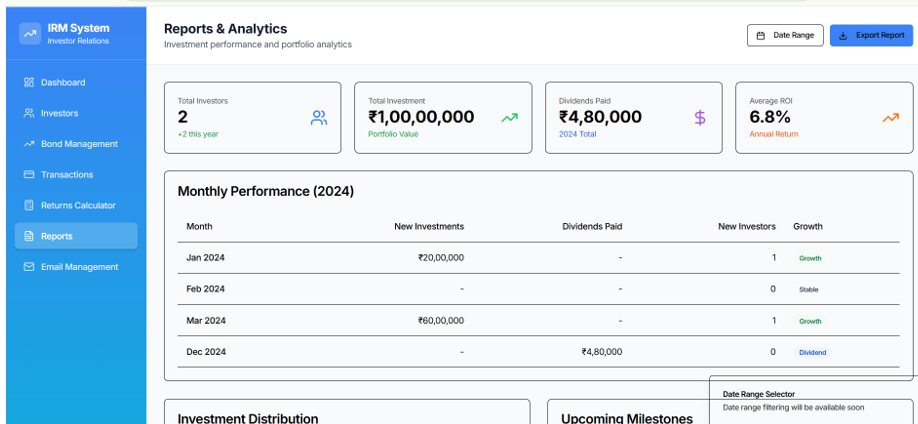 IRM System
Investor Relations
Dashboard
Investors
Bond Management
Transactions
Returns Calculator
Reports
Email Management
Reports & Analytics
Investment performance and portfolio analytics
Date Range
Export Report
Total Investors
2
+2 this year
Total Investment
₹1,00,00,000
Portfolio Value
Dividends Paid
₹4,80,000
2024 Total
Average ROI
6.8%
Annual Return
Monthly Performance (2024)
Month New Investments Dividends Paid New Investors Growth
Jan 2024 ₹20,00,000 - 1 Growth
Feb 2024 - - 0 Stable
Mar 2024 ₹60,00,000 - 1 Growth
Dec 2024 - ₹4,80,000 0 Dividend
Investment Distribution
Upcoming Milestones
Date Range Selector
Date range filtering will be available soon